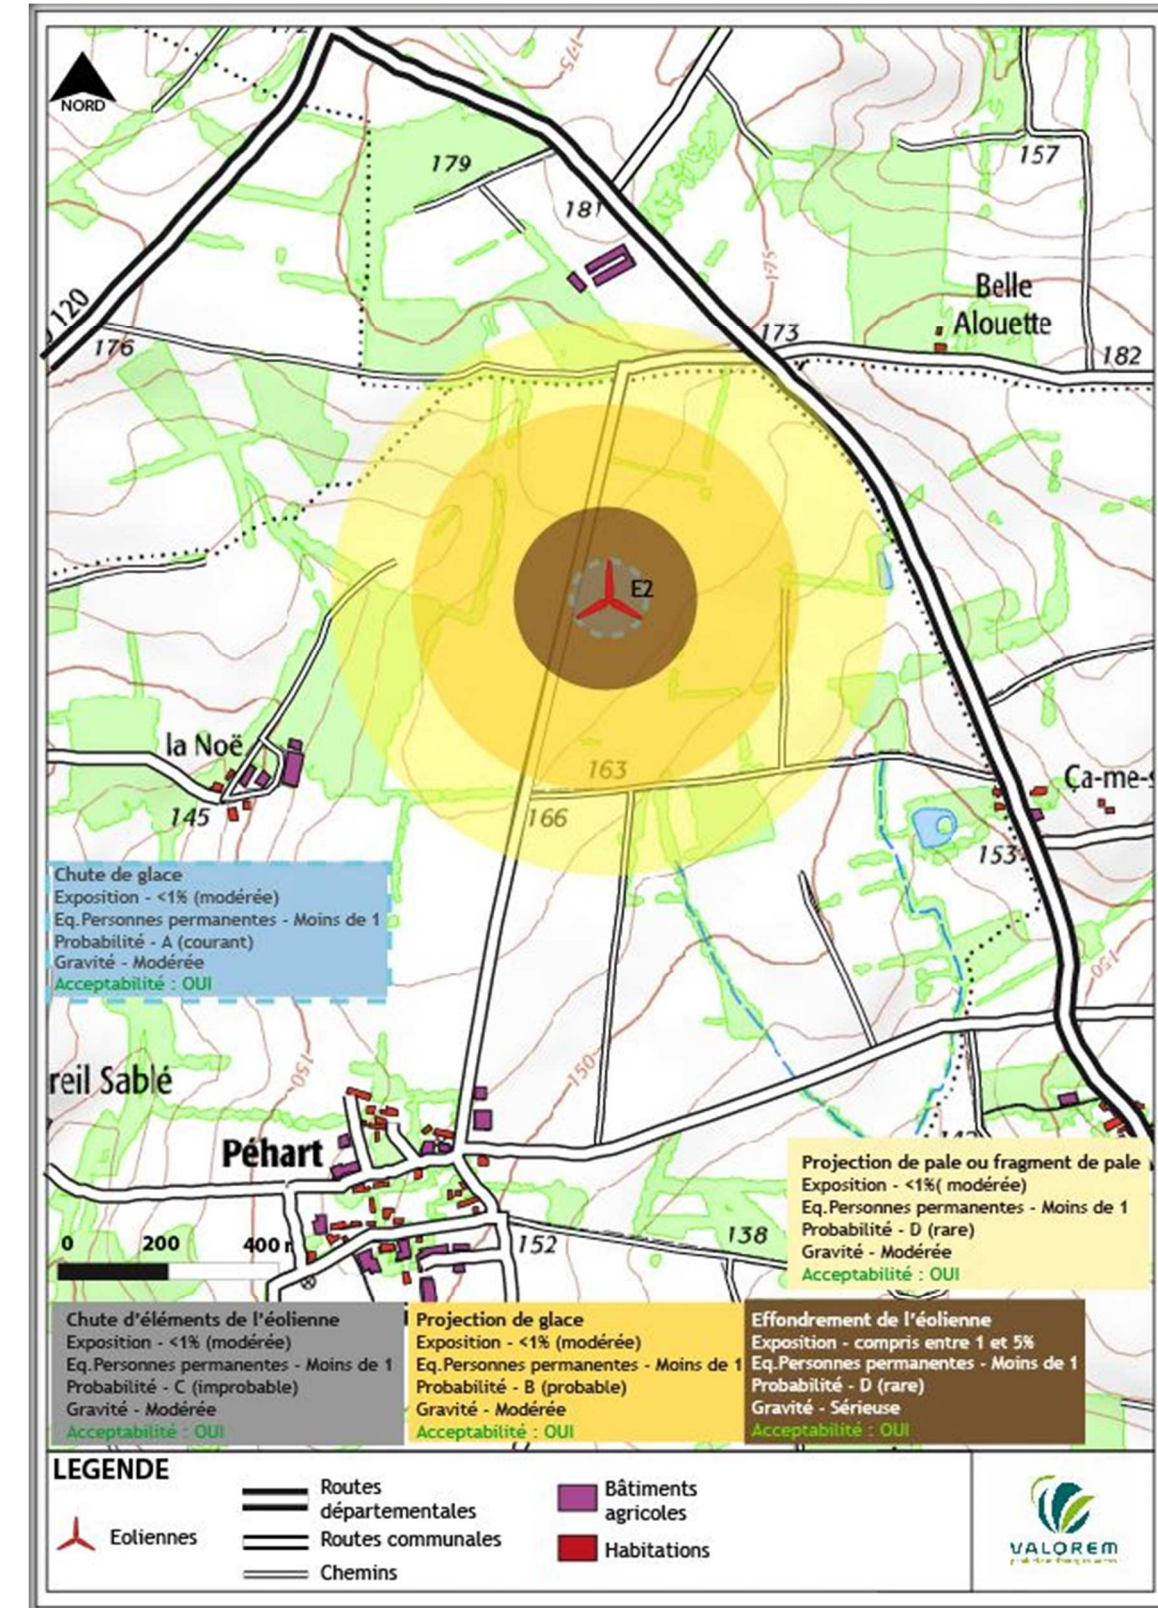 NORD
179
181
175
175
157
Belle
Alouette
173
182
120
176
E2
la Noë
145
163
166
Ça-me-s
153
150
Chute de glace
Exposition - <1% (modérée)
Eq.Personnes permanentes - Moins de 1
Probabilité - A (courant)
Gravité - Modérée
Acceptabilité : OUI
reil Sablé
150
150
Péhart
Projection de pale ou fragment de pale
Exposition - <1%( modérée)
Eq.Personnes permanentes - Moins de 1
Probabilité - D (rare)
Gravité - Modérée
Acceptabilité : OUI
152
138
0 200 400
Chute d'éléments de l'éolienne
Exposition - <1% (modérée)
Eq.Personnes permanentes - Moins de 1
Probabilité - C (improbable)
Gravité - Modérée
Acceptabilité : OUI
Projection de glace
Exposition - <1% (modérée)
Eq.Personnes permanentes - Moins de 1
Probabilité - B (probable)
Gravité - Modérée
Acceptabilité : OUI
Effondrement de l'éolienne
Exposition - compris entre 1 et 5%
Eq.Personnes permanentes - Moins de 1
Probabilité - D (rare)
Gravité - Sérieuse
Acceptabilité : OUI
LEGENDE
Eoliennes
Routes
départementales
Routes communales
Chemins
Bâtiments
agricoles
Habitations
VALOREM